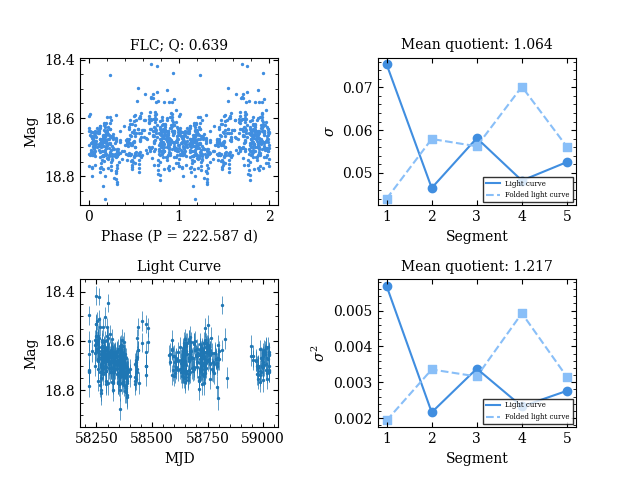 FLC; Q: 0.639
18.4
18.6
18.8
Mag
0
1
2
Phase (P = 222.587 d)
Mean quotient: 1.064
0.07
0.06
0.05
σ
1
2
3
4
5
Segment
Light curve
Folded light curve
Light Curve
18.4
18.6
18.8
Mag
58250
58500
58750
59000
MJD
Mean quotient: 1.217
0.005
0.004
0.003
0.002
σ²
1
2
3
4
5
Segment
Light curve
Folded light curve